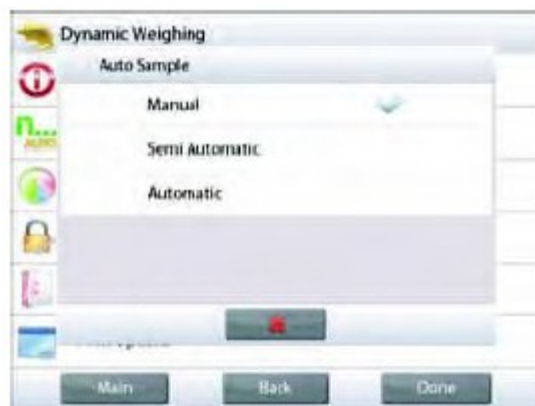 Dynamic Weighing
Auto Sample
Manual
Semi Automatic
Automatic
Main
Back
Done